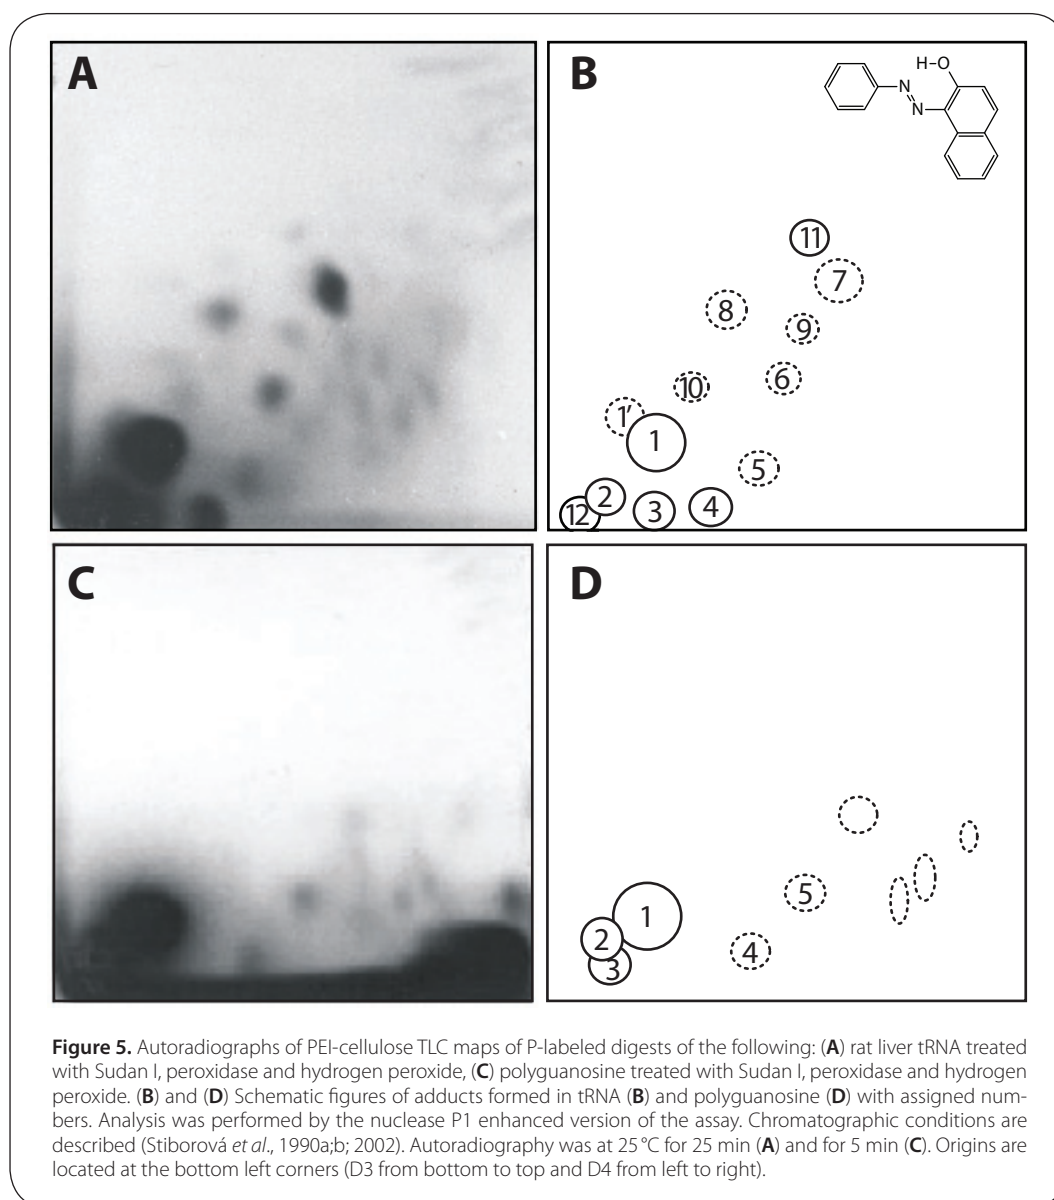 A
B
H-O
N
N
11
7
8
9
10
6
1′
1
5
2
12
3
4
C
D
1
5
2
3
4
Figure 5. Autoradiographs of PEI-cellulose TLC maps of P-labeled digests of the following: (A) rat liver tRNA treated
with Sudan I, peroxidase and hydrogen peroxide, (C) polyguanosine treated with Sudan I, peroxidase and hydrogen
peroxide. (B) and (D) Schematic figures of adducts formed in tRNA (B) and polyguanosine (D) with assigned num-
bers. Analysis was performed by the nuclease P1 enhanced version of the assay. Chromatographic conditions are
described (Stiborová et al., 1990a;b; 2002). Autoradiography was at 25 °C for 25 min (A) and for 5 min (C). Origins are
located at the bottom left corners (D3 from bottom to top and D4 from left to right).